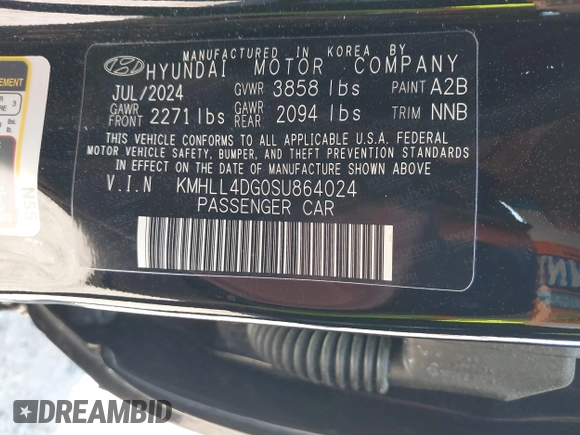 MANUFACTURED IN KOREA BY
HYUNDAI MOTOR COMPANY
JUL/2024 GVWR 3858 lbs PAINT A2B
GAWR FRONT 2271 lbs GAWR REAR 2094 lbs TRIM NNB
THIS VEHICLE CONFORMS TO ALL APPLICABLE U.S.A. FEDERAL
MOTOR VEHICLE SAFETY, BUMPER, AND THEFT PREVENTION STANDARDS
IN EFFECT ON THE DATE OF MANUFACTURE SHOWN ABOVE
V.I.N KMHLL4DG0SU864024
PASSENGER CAR
DREAMBID